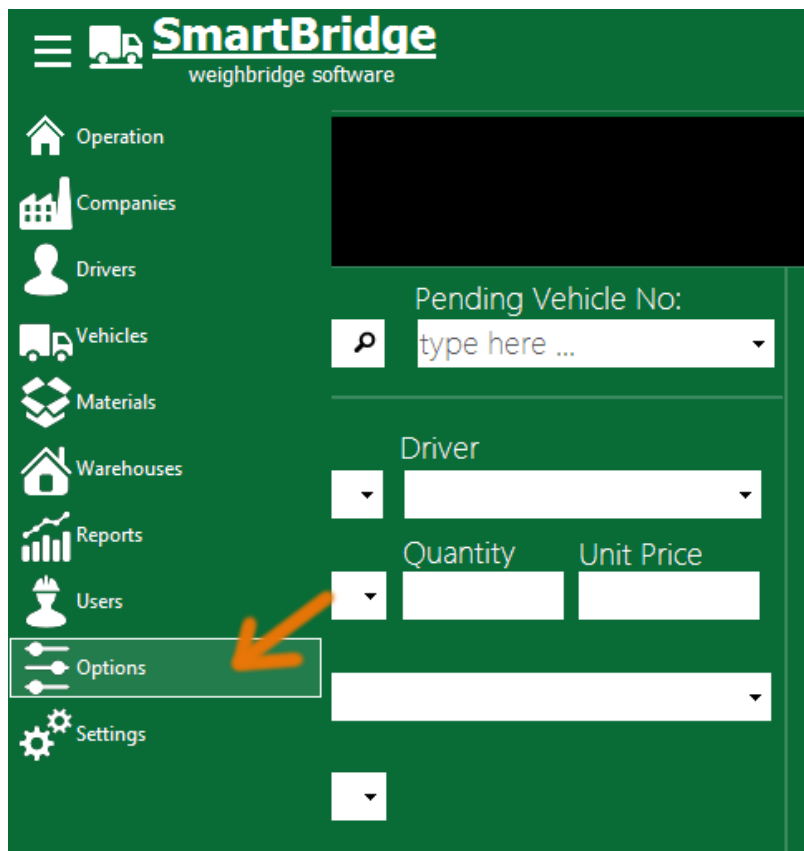 SmartBridge
weighbridge software
Operation
Companies
Drivers
Vehicles
Materials
Warehouses
Reports
Users
Options
Settings
Pending Vehicle No:
type here ...
Driver
Quantity Unit Price